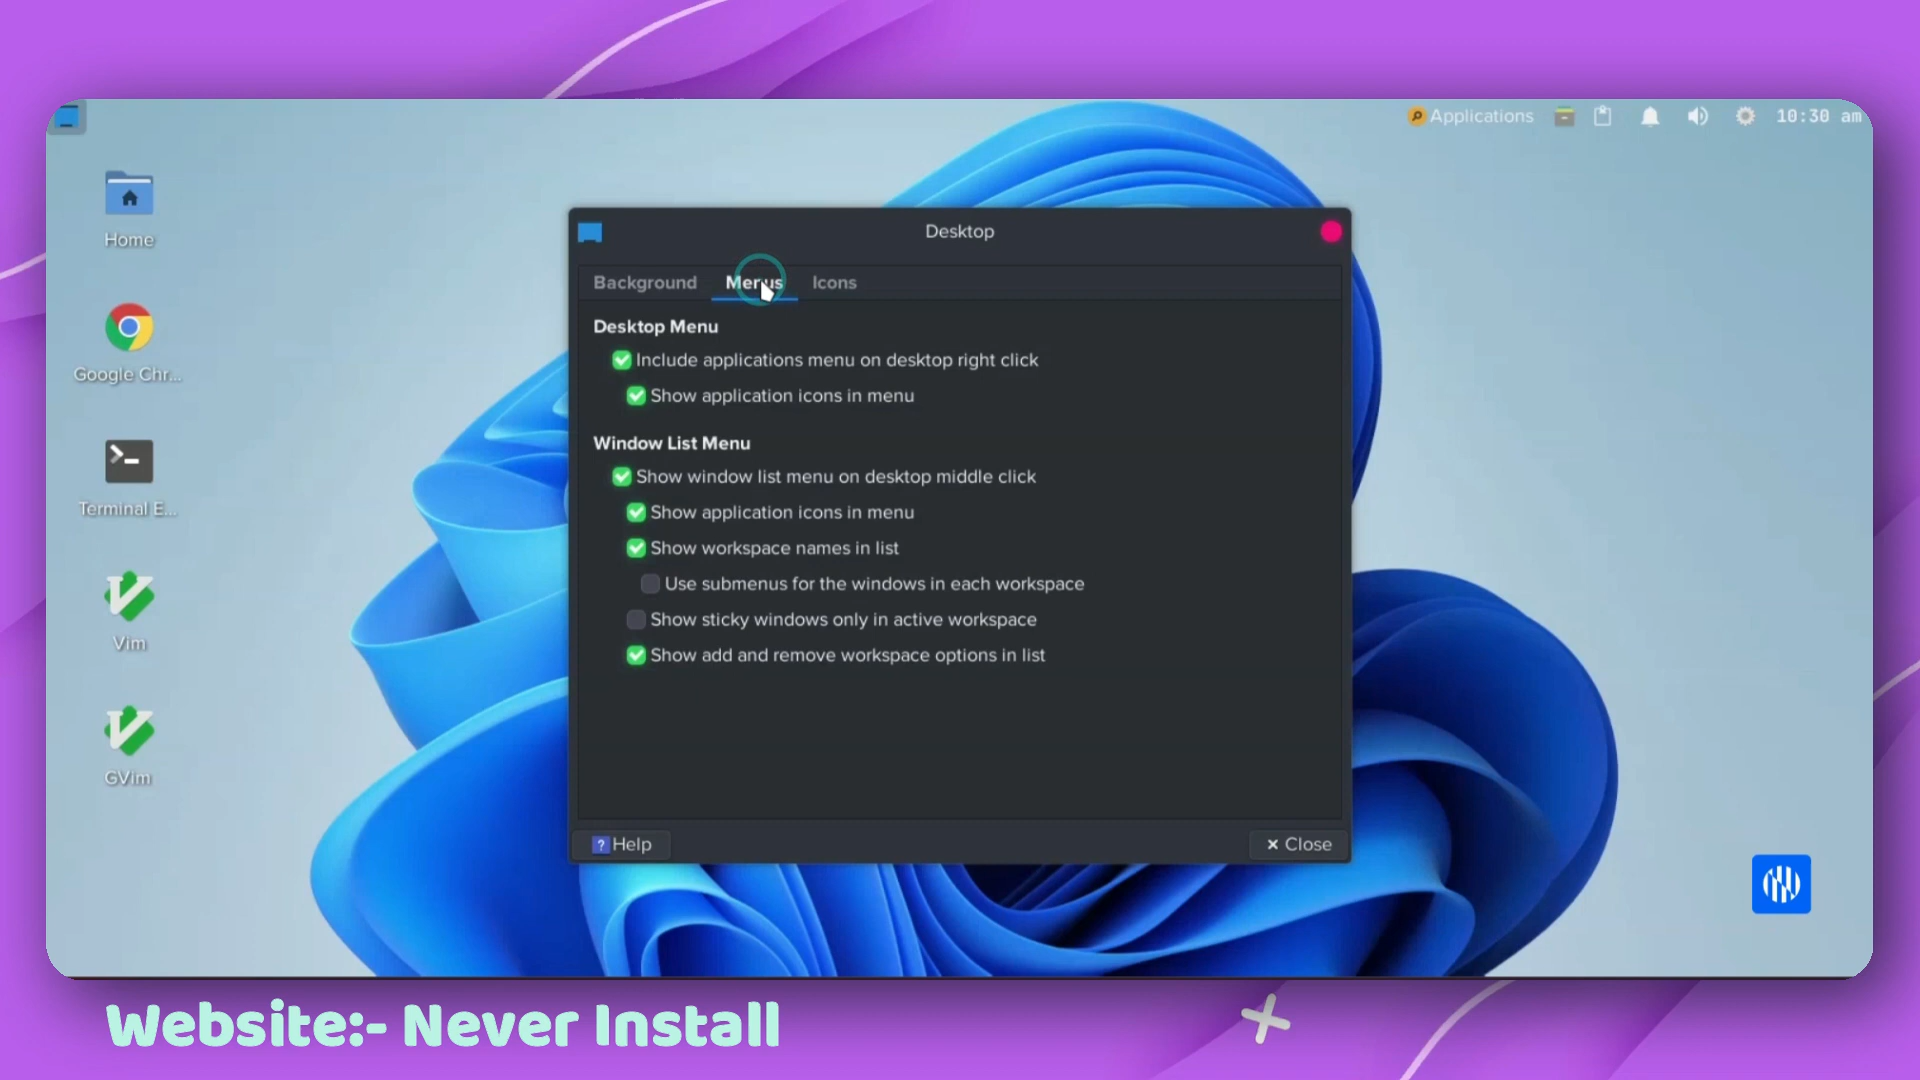 Applications
10:30 am
Home
Google Chr...
Terminal E...
Vim
GVim
Desktop
Background
Menus
Icons
Desktop Menu
Include applications menu on desktop right click
Show application icons in menu
Window List Menu
Show window list menu on desktop middle click
Show application icons in menu
Show workspace names in list
Use submenus for the windows in each workspace
Show sticky windows only in active workspace
Show add and remove workspace options in list
? Help
× Close
Website:- Never Install